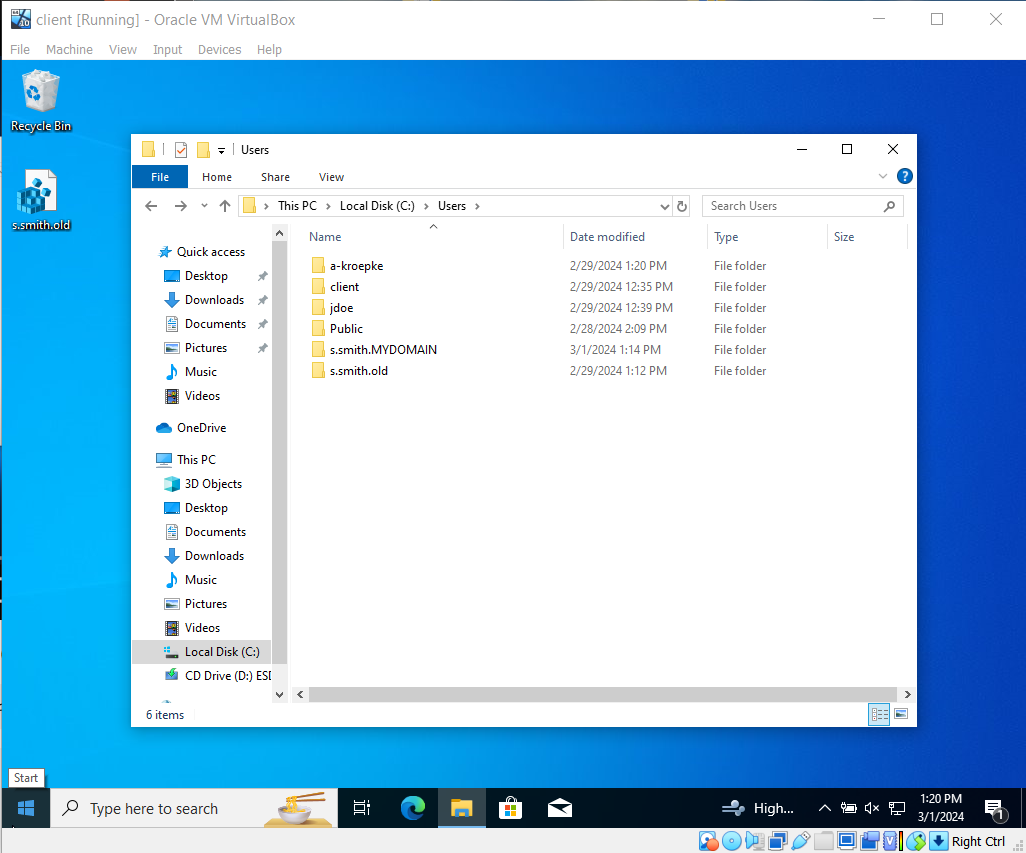 client [Running] - Oracle VM VirtualBox
File Machine View Input Devices Help
Recycle Bin
s.smith.old
Users
File Home Share View
This PC Local Disk (C:) Users
Search Users
Name Date modified Type Size
a-kroepke 2/29/2024 1:20 PM File folder
client 2/29/2024 12:35 PM File folder
jdoe 2/29/2024 12:39 PM File folder
Public 2/28/2024 2:09 PM File folder
s.smith.MYDOMAIN 3/1/2024 1:14 PM File folder
s.smith.old 2/29/2024 1:12 PM File folder
Quick access
Desktop
Downloads
Documents
Pictures
Music
Videos
OneDrive
This PC
3D Objects
Desktop
Documents
Downloads
Music
Pictures
Videos
Local Disk (C:)
CD Drive (D:) ESD
6 items
Start
Type here to search
High...
1:20 PM
3/1/2024
1
Right Ctrl